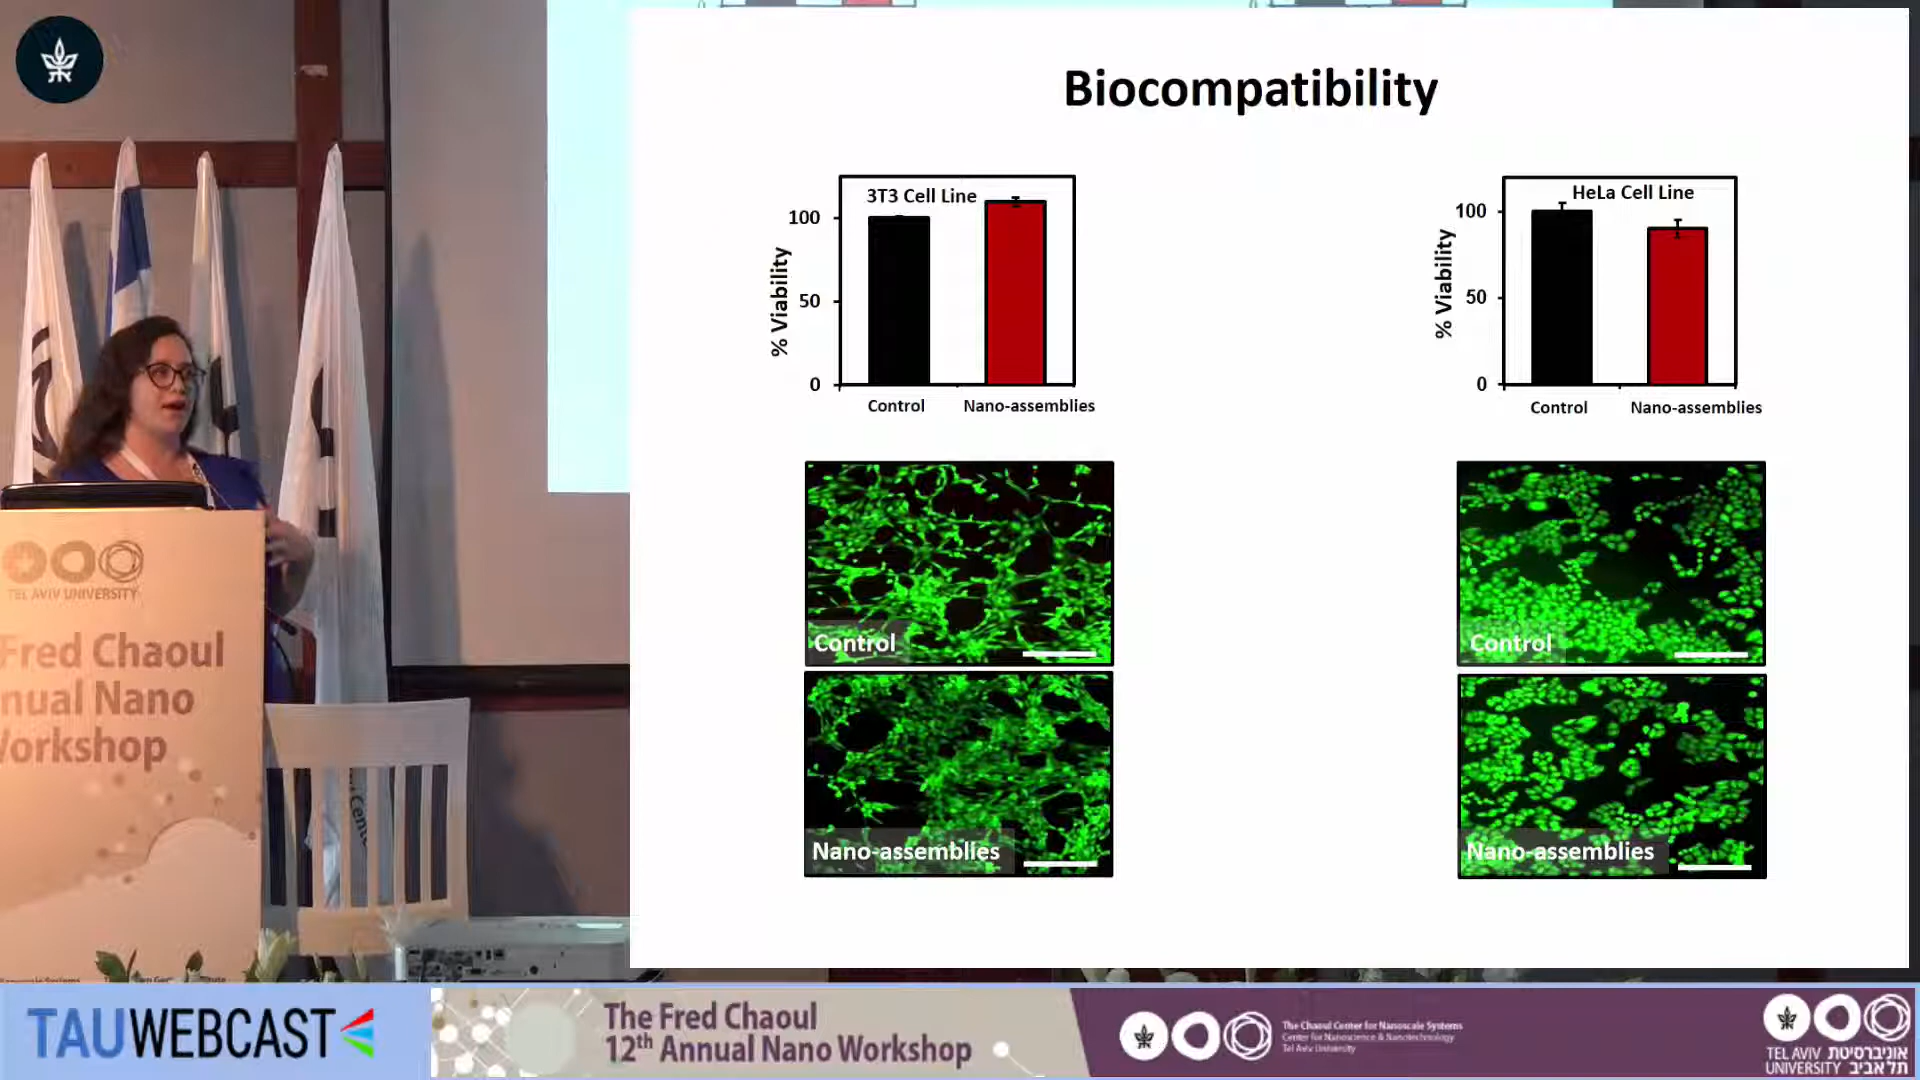 Biocompatibility
3T3 Cell Line
100
50
0
% Viability
Control
Nano-assemblies
HeLa Cell Line
100
50
0
% Viability
Control
Nano-assemblies
Control
Nano-assemblies
Control
Nano-assemblies
TEL AVIV UNIVERSITY
Fred Chaoul
nual Nano
Workshop
TAUWEBCAST
The Fred Chaoul
12th Annual Nano Workshop
The Chaoul Center for Nanoscale Systems
Center for Nanoscience & Nanotechnology
Tel Aviv University
TEL AVIV אוניברסיטת
UNIVERSITY תל אביב